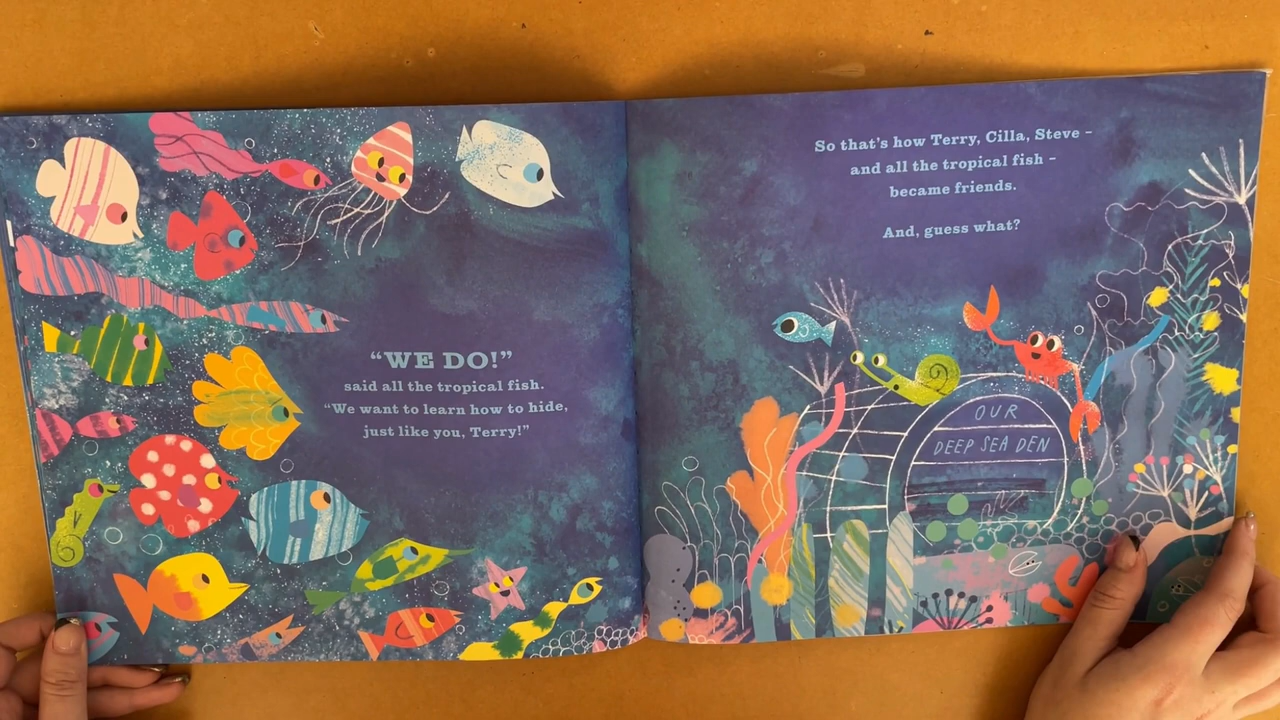 “WE DO!”
said all the tropical fish.
“We want to learn how to hide,
just like you, Terry!”
So that’s how Terry, Cilla, Steve –
and all the tropical fish –
became friends.
And, guess what?
OUR
DEEP SEA DEN